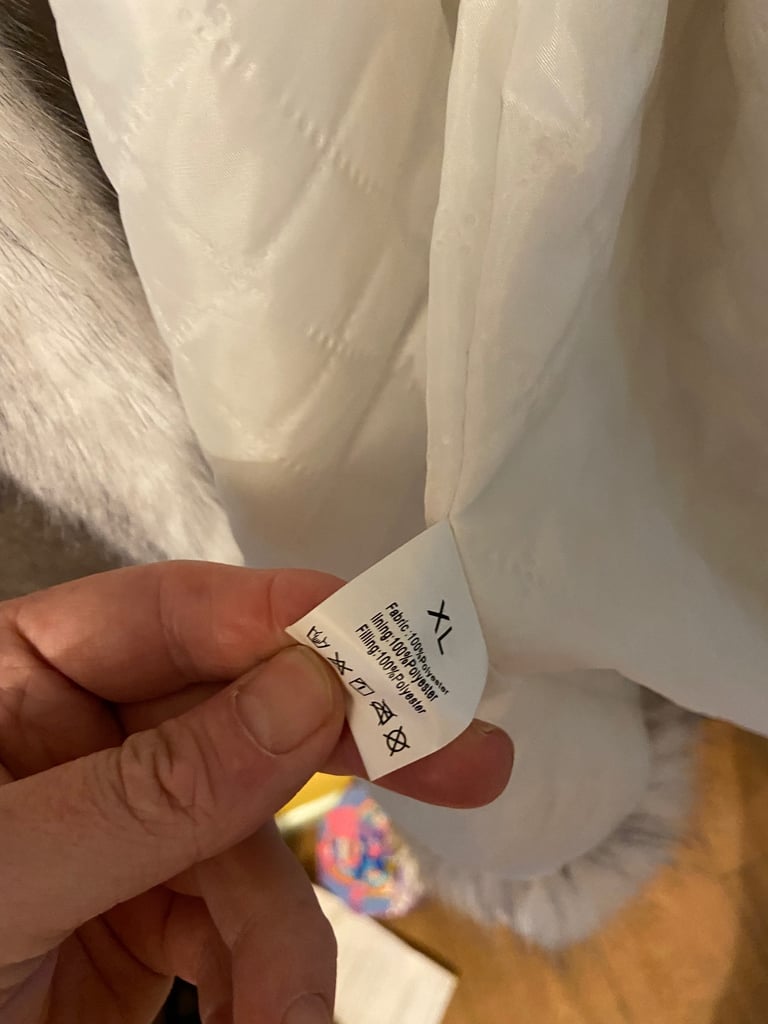 XL
Fabric:100%Polyester
lining:100%Polyester
Filling:100%Polyester